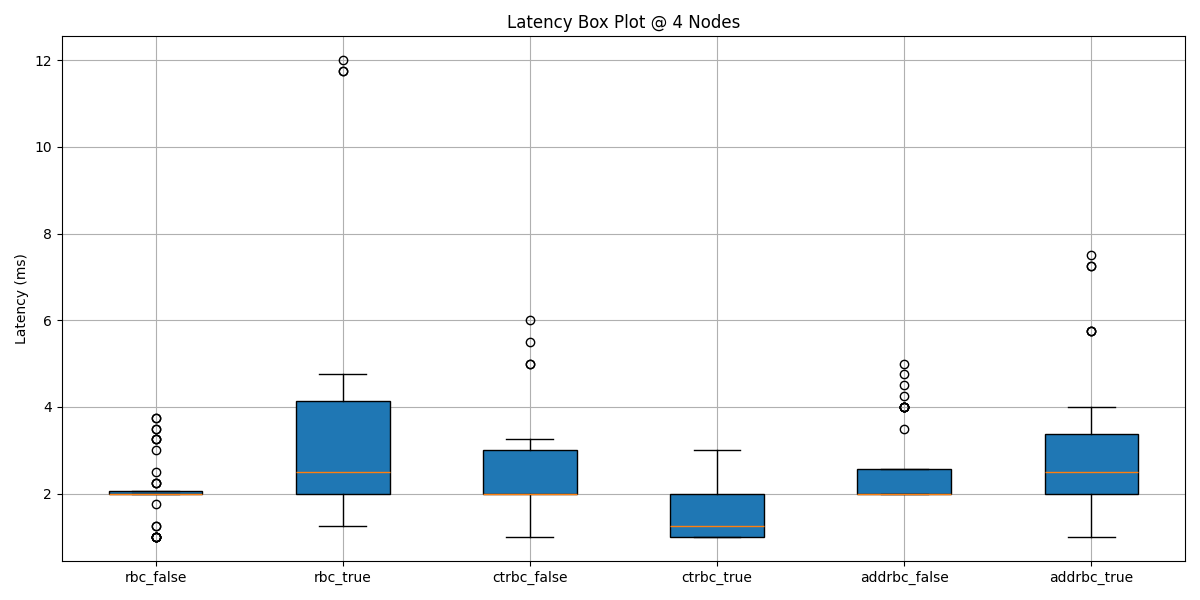 Latency Box Plot @ 4 Nodes
Latency (ms)
12
10
8
6
4
2
rbc_false rbc_true ctrbc_false ctrbc_true addrbc_false addrbc_true